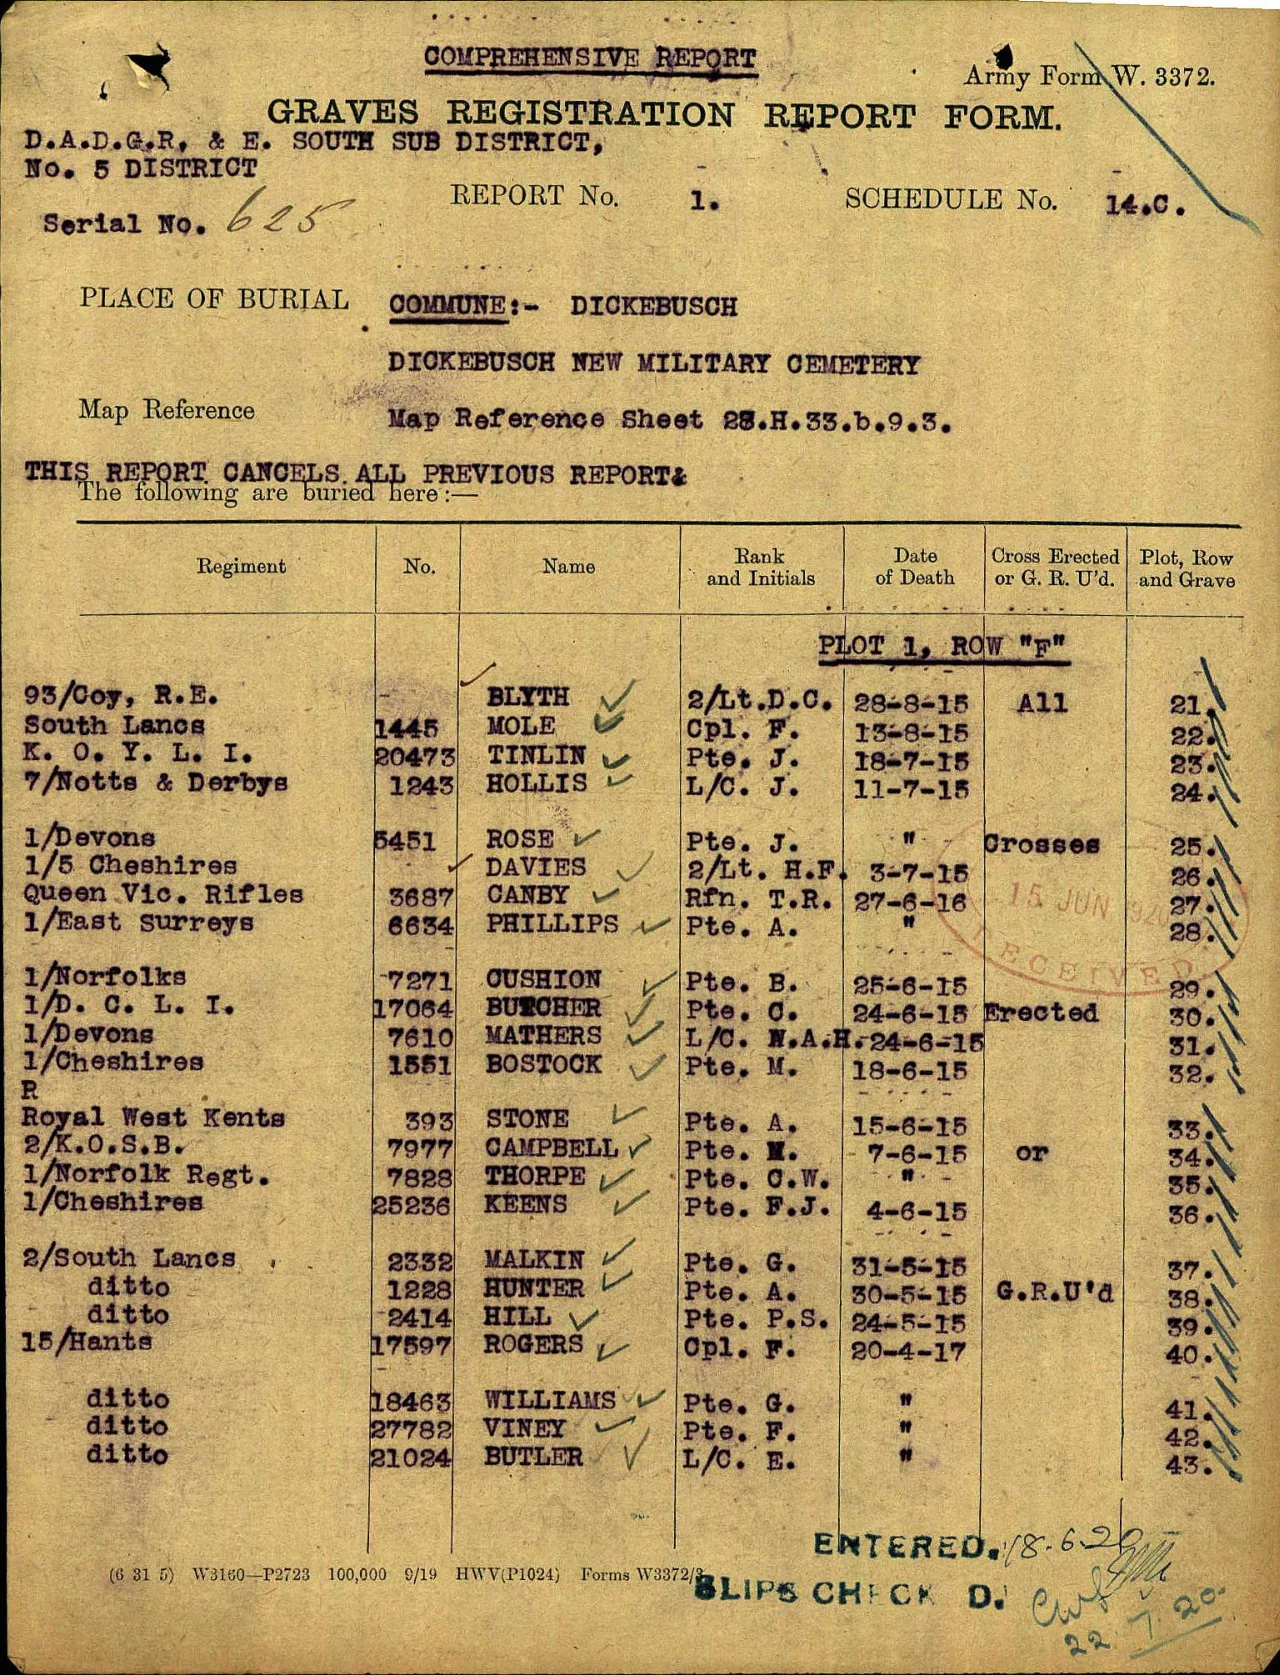 COMPREHENSIVE REPORT
Army Form W. 3372.
GRAVES REGISTRATION REPORT FORM.
D.A.D.G.R, & E. SOUTH SUB DISTRICT,
No. 5 DISTRICT
REPORT No. 1. SCHEDULE No. 14.C.
Serial No. 625
PLACE OF BURIAL COMMUNE:- DICKEBUSCH
DICKEBUSCH NEW MILITARY CEMETERY
Map Reference Map Reference Sheet 28.H.33.b.9.3.
THIS REPORT CANCELS ALL PREVIOUS REPORT&
The following are buried here:—
Regiment No. Name Rank and Initials Date of Death Cross Erected or G. R. U'd. Plot, Row and Grave
PLOT 1, ROW "F"
93/Coy, R.E. - BLYTH 2/Lt.D.C. 28-8-15 All 21.
South Lancs 1445 MOLE Cpl. F. 13-8-15 22.
K. O. Y. L. I. 20473 TINLIN Pte. J. 18-7-15 23.
7/Notts & Derbys 1243 HOLLIS L/C. J. 11-7-15 24.
1/Devons 5451 ROSE Pte. J. " Crosses 25.
1/5 Cheshires DAVIES 2/Lt. H.F. 3-7-15 26.
Queen Vic. Rifles 3687 CANBY Rfn. T.R. 27-6-16 27.
1/East Surreys 6634 PHILLIPS Pte. A. " 28.
15 JUN 920
RECEIVED
1/Norfolks 7271 CUSHION Pte. B. 25-6-15 29.
1/D. C. L. I. 17064 BUTCHER Pte. C. 24-6-15 Erected 30.
1/Devons 7610 MATHERS L/C. N.A.H. 24-6-15 31.
1/Cheshires 1551 BOSTOCK Pte. M. 18-6-15 32.
R
Royal West Kents 393 STONE Pte. A. 15-6-15 33.
2/K.O.S.B. 7977 CAMPBELL Pte. M. 7-6-15 or 34.
1/Norfolk Regt. 7828 THORPE Pte. C.W. " 35.
1/Cheshires 25236 KEENS Pte. F.J. 4-6-15 36.
2/South Lancs 2332 MALKIN Pte. G. 31-5-15 37.
ditto 1228 HUNTER Pte. A. 30-5-15 G.R.U'd 38.
ditto 2414 HILL Pte. P.S. 24-5-15 39.
15/Hants 17597 ROGERS Cpl. F. 20-4-17 40.
ditto 18463 WILLIAMS Pte. G. " 41.
ditto 27782 VINEY Pte. F. " 42.
ditto 21024 BUTLER L/C. E. " 43.
ENTERED. 18.6.20
(6 31 5) W3160—P2723 100,000 9/19 HWV(P1024) Forms W3372/3
SLIPS CHECK D.
22.7.20.